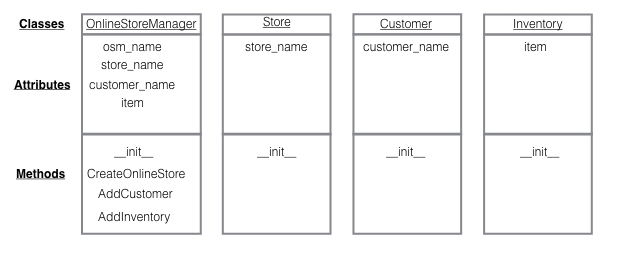 Classes OnlineStoreManager Store Customer Inventory
osm_name store_name customer_name item
store_name
Attributes customer_name
item
__init__ __init__ __init__ __init__
Methods CreateOnlineStore
AddCustomer
AddInventory